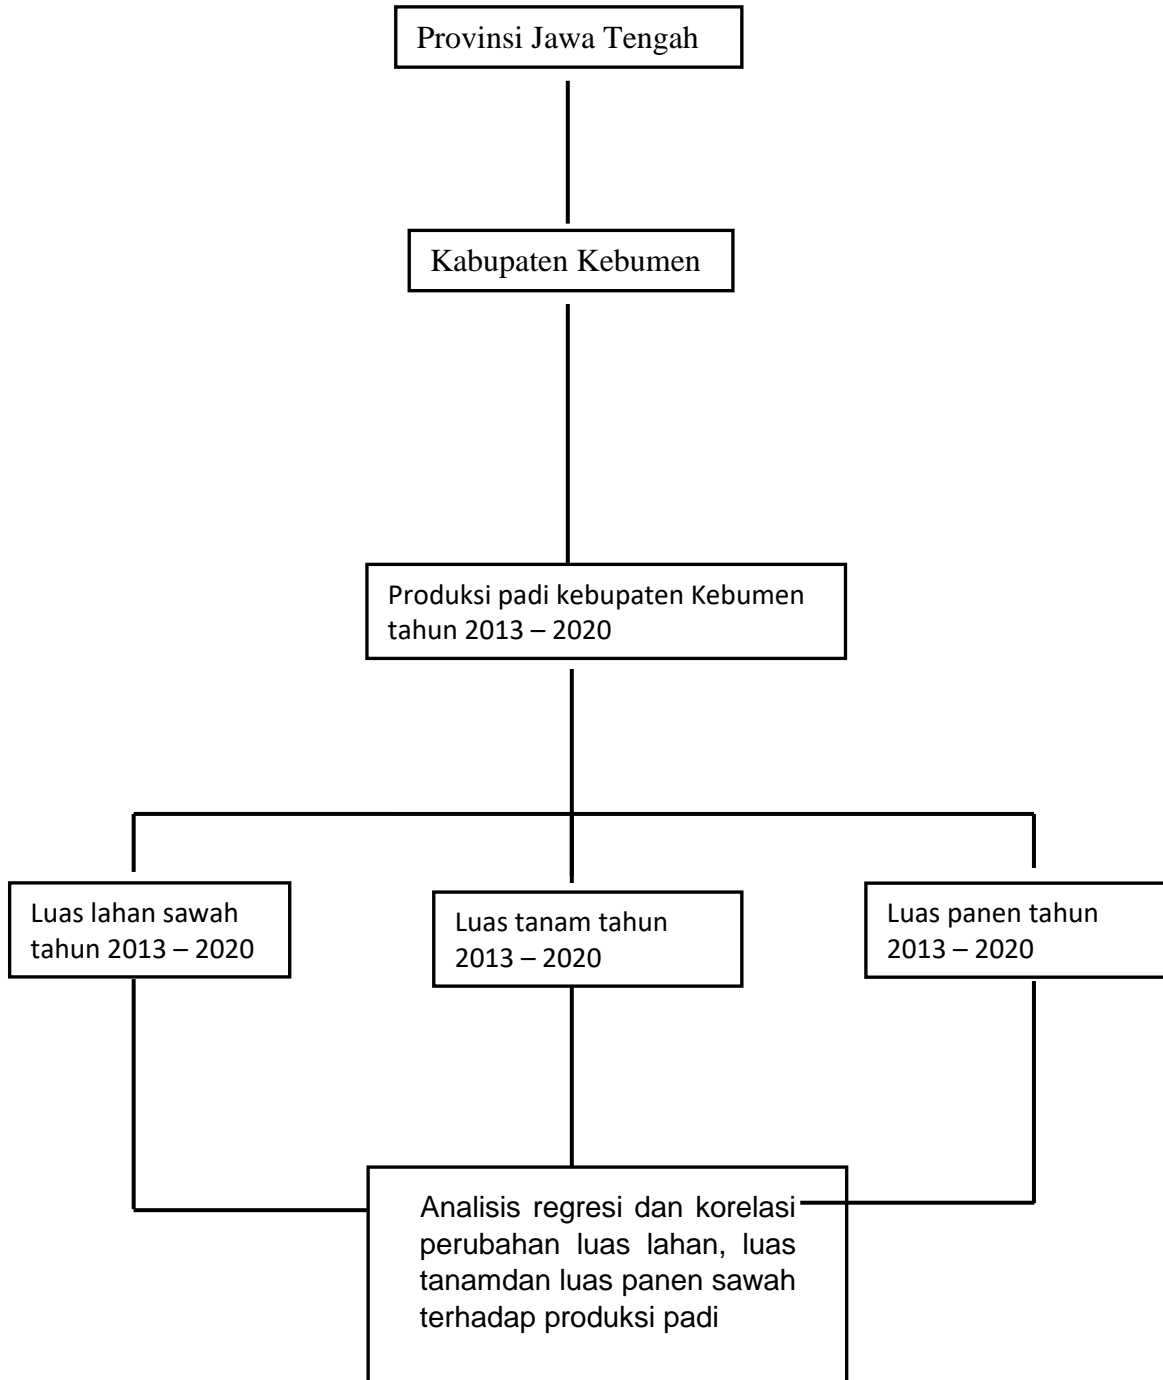 Provinsi Jawa Tengah
Kabupaten Kebumen
Produksi padi kebupaten Kebumen
tahun 2013 – 2020
Luas lahan sawah
tahun 2013 – 2020
Luas tanam tahun
2013 – 2020
Luas panen tahun
2013 – 2020
Analisis regresi dan korelasi
perubahan luas lahan, luas
tanamdan luas panen sawah
terhadap produksi padi